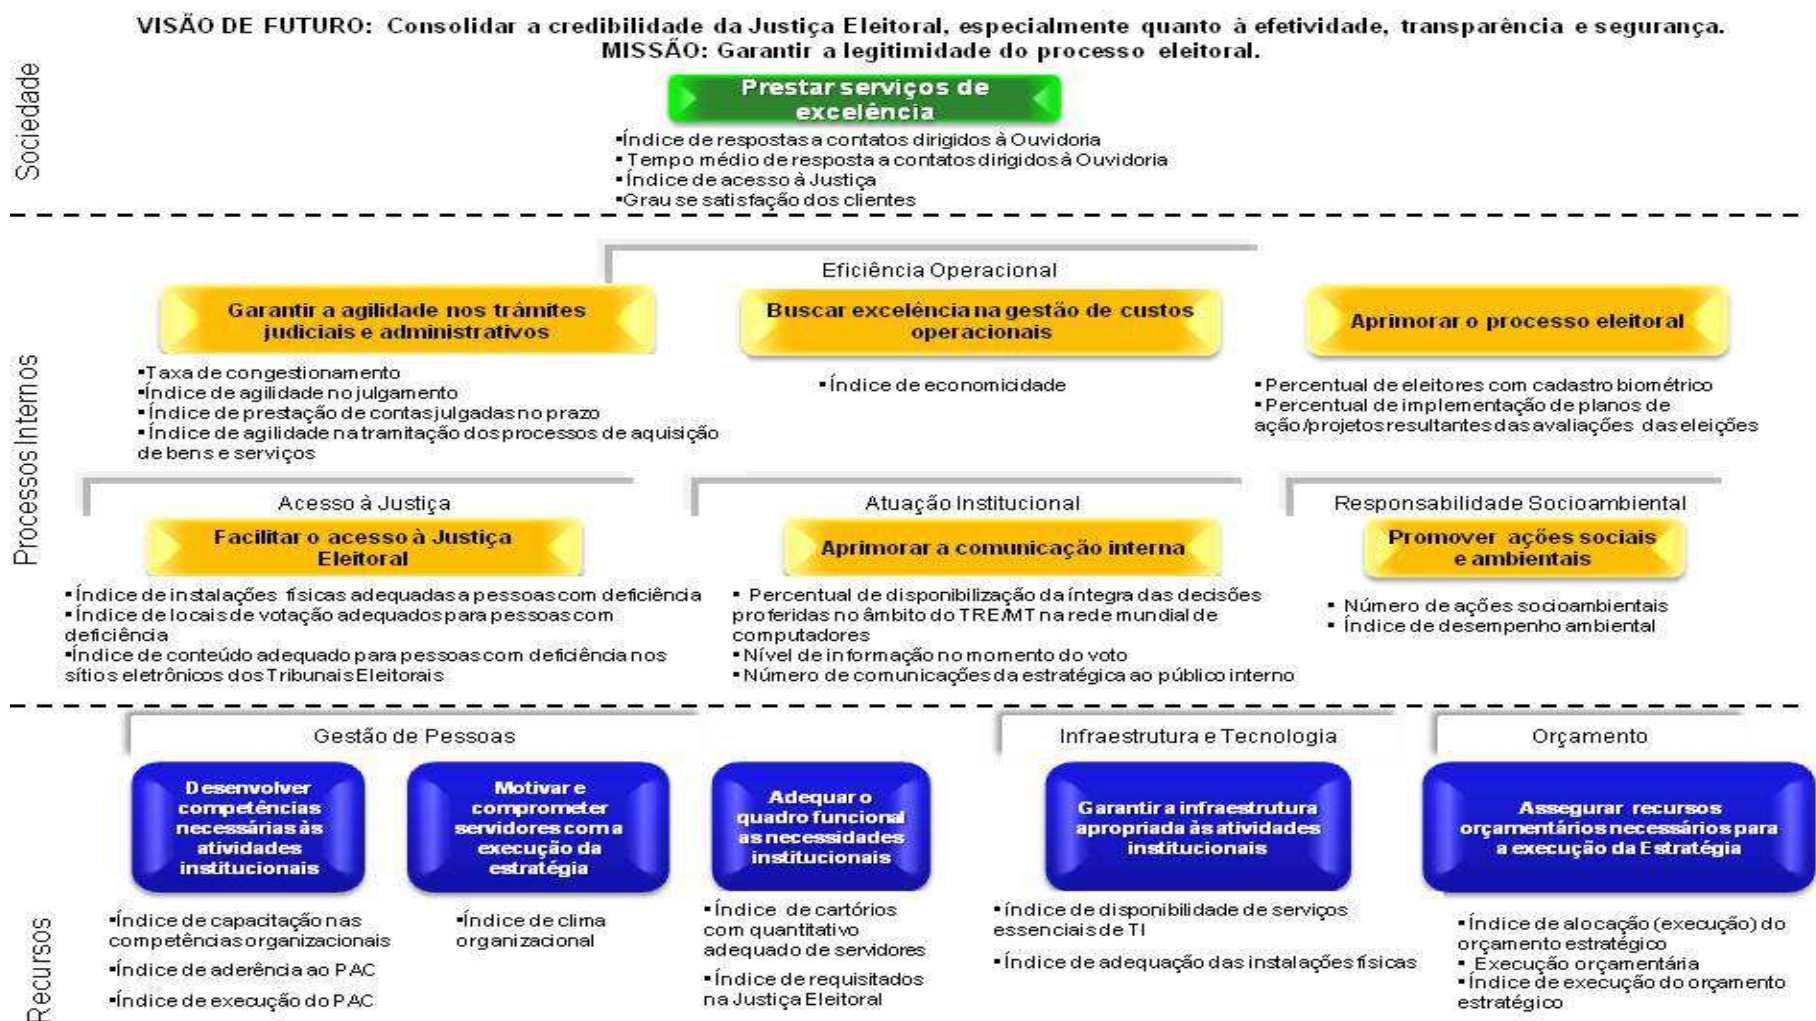 VISÃO DE FUTURO: Consolidar a credibilidade da Justiça Eleitoral, especialmente quanto à efetividade, transparência e segurança.
MISSÃO: Garantir a legitimidade do processo eleitoral.
Sociedade
Prestar serviços de
excelência
▪Índice de respostas a contatos dirigidos à Ouvidoria
▪Tempo médio de resposta a contatos dirigidos à Ouvidoria
▪Índice de acesso à Justiça
▪Grau se satisfação dos clientes
Processos Internos
Eficiência Operacional
Garantir a agilidade nos trâmites
judiciais e administrativos
▪Taxa de congestionamento
▪Índice de agilidade no julgamento
▪Índice de prestação de contas julgadas no prazo
▪Índice de agilidade na tramitação dos processos de aquisição
de bens e serviços
Buscar excelência na gestão de custos
operacionais
▪Índice de economicidade
Aprimorar o processo eleitoral
▪Percentual de eleitores com cadastro biométrico
▪Percentual de implementação de planos de
ação/projetos resultantes das avaliações das eleições
Acesso à Justiça
Facilitar o acesso à Justiça
Eleitoral
▪Índice de instalações físicas adequadas a pessoas com deficiência
▪Índice de locais de votação adequados para pessoas com
deficiência
▪Índice de conteúdo adequado para pessoas com deficiência nos
sítios eletrônicos dos Tribunais Eleitorais
Atuação Institucional
Aprimorar a comunicação interna
▪ Percentual de disponibilização da íntegra das decisões
proferidas no âmbito do TRE/MT na rede mundial de
computadores
▪Nível de informação no momento do voto
▪Número de comunicações da estratégica ao público interno
Responsabilidade Socioambiental
Promover ações sociais
e ambientais
▪ Número de ações socioambientais
▪ Índice de desempenho ambiental
Recursos
Gestão de Pessoas
Desenvolver
competências
necessárias às
atividades
institucionais
▪Índice de capacitação nas
competências organizacionais
▪Índice de aderência ao PAC
▪Índice de execução do PAC
Motivar e
comprometer
servidores com a
execução da
estratégia
▪Índice de clima
organizacional
Adequar o
quadro funcional
as necessidades
institucionais
▪Índice de cartórios
com quantitativo
adequado de servidores
▪Índice de requisitados
na Justiça Eleitoral
Infraestrutura e Tecnologia
Garantir a infraestrutura
apropriada às atividades
institucionais
▪índice de disponibilidade de serviços
essenciais de TI
▪Índice de adequação das instalações físicas
Orçamento
Assegurar recursos
orçamentários necessários para
a execução da Estratégia
▪Índice de alocação (execução) do
orçamento estratégico
▪ Execução orçamentária
▪Índice de execução do orçamento
estratégico